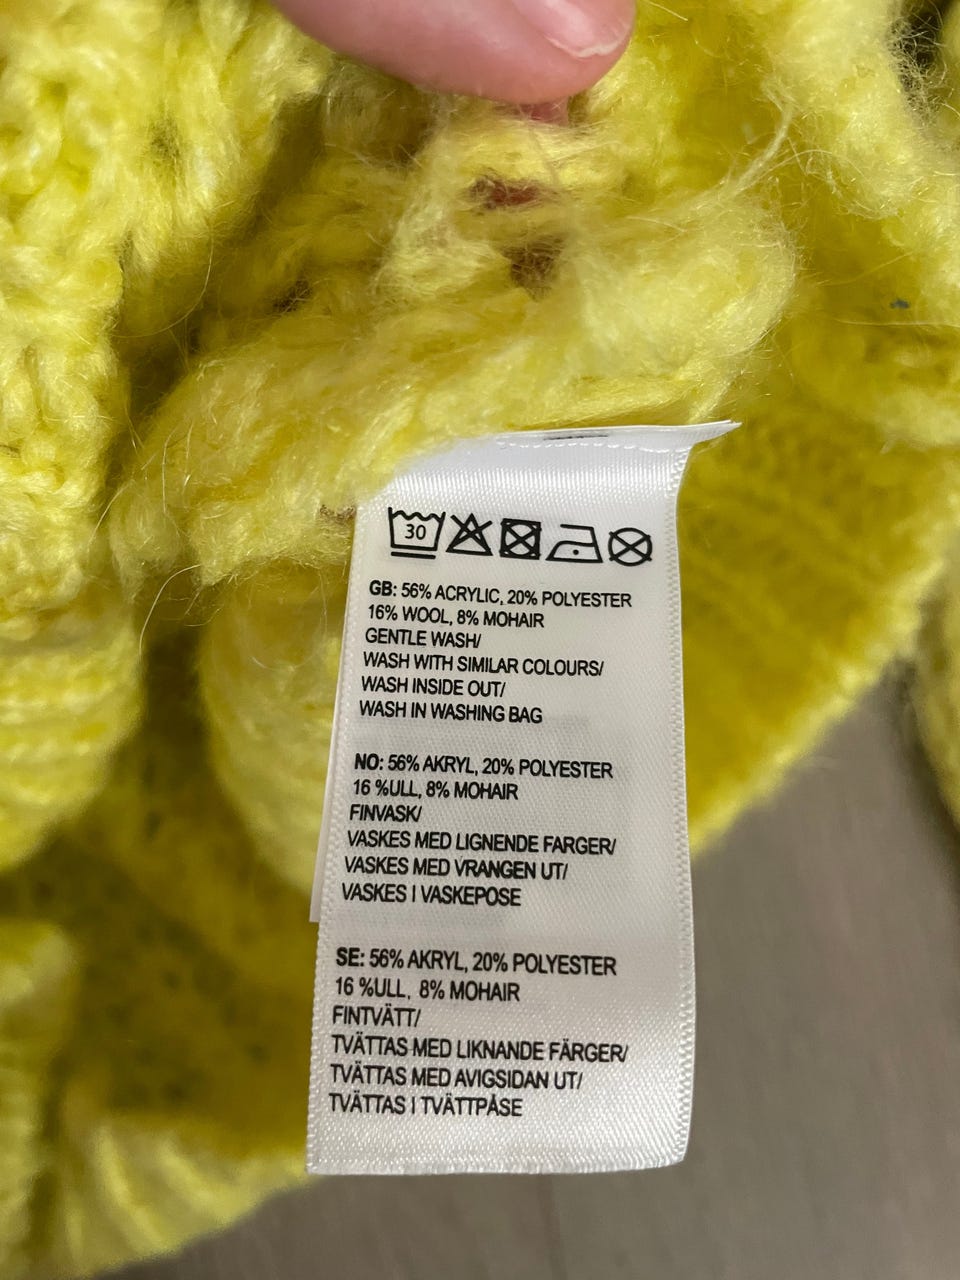 30
GB: 56% ACRYLIC, 20% POLYESTER
16% WOOL, 8% MOHAIR
GENTLE WASH/
WASH WITH SIMILAR COLOURS/
WASH INSIDE OUT/
WASH IN WASHING BAG
NO: 56% AKRYL, 20% POLYESTER
16 %ULL, 8% MOHAIR
FINVASK/
VASKES MED LIGNENDE FARGER/
VASKES MED VRANGEN UT/
VASKES I VASKEPOSE
SE: 56% AKRYL, 20% POLYESTER
16 %ULL, 8% MOHAIR
FINTVÄTT/
TVÄTTAS MED LIKNANDE FÄRGER/
TVÄTTAS MED AVIGSIDAN UT/
TVÄTTAS I TVÄTTPÅSE